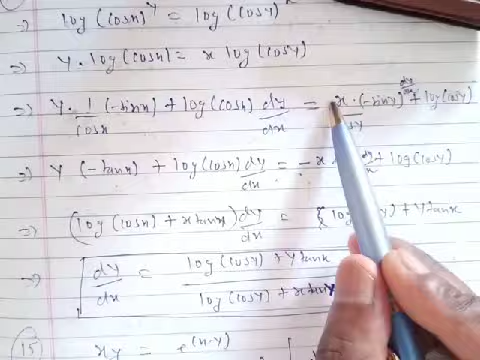 ⇒ log (cosx)^y = log (cosy)^x
⇒ y · log (cosx) = x log (cosy)
⇒ y · 1/cosx (-sinx) + log (cosx) dy/dx = x · (-siny) dy/dx + log (cosy)
⇒ y (-tanx) + log (cosx) dy/dx = - x dy/dx + log (cosy)
⇒ (log (cosx) + x tany) dy/dx = log + y tanx
⇒ dy/dx = log (cosy) + y tanx / log (cosx) + x tany
15 xy = e^(x-y)